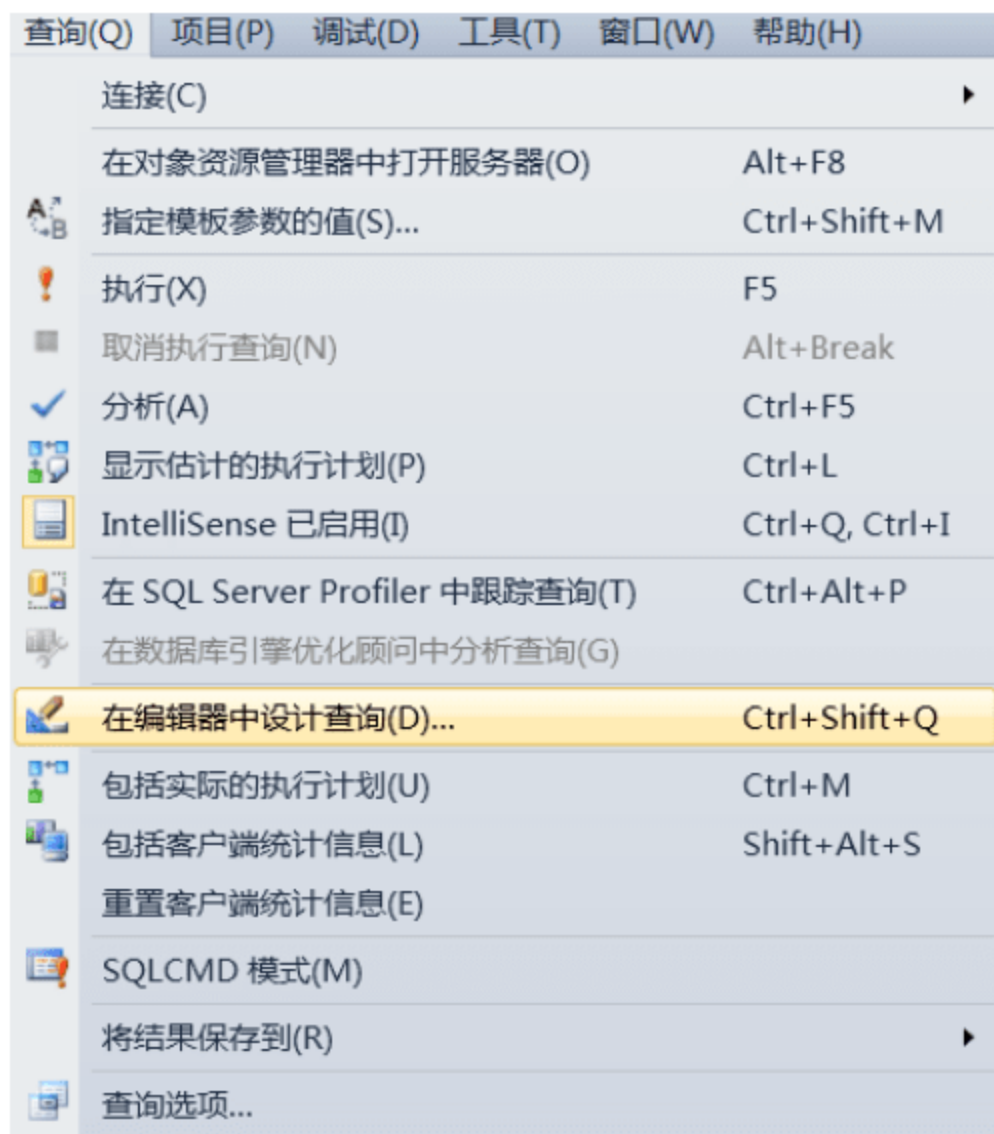 查询(Q) 项目(P) 调试(D) 工具(T) 窗口(W) 帮助(H)
连接(C)
在对象资源管理器中打开服务器(O) Alt+F8
指定模板参数的值(S)... Ctrl+Shift+M
执行(X) F5
取消执行查询(N) Alt+Break
分析(A) Ctrl+F5
显示估计的执行计划(P) Ctrl+L
IntelliSense 已启用(I) Ctrl+Q, Ctrl+I
在 SQL Server Profiler 中跟踪查询(T) Ctrl+Alt+P
在数据库引擎优化顾问中分析查询(G)
在编辑器中设计查询(D)... Ctrl+Shift+Q
包括实际的执行计划(U) Ctrl+M
包括客户端统计信息(L) Shift+Alt+S
重置客户端统计信息(E)
SQLCMD 模式(M)
将结果保存到(R)
查询选项...